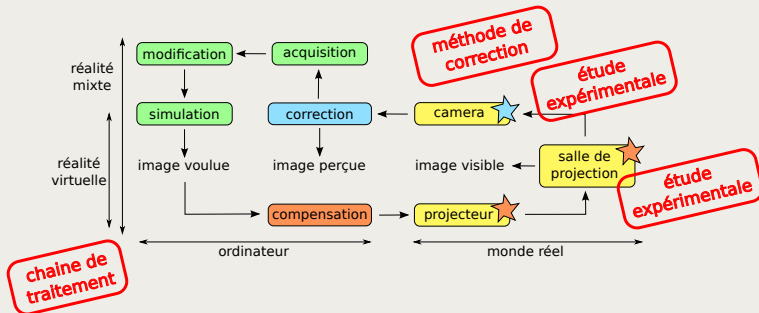 méthode de
correction
modification
acquisition
réalité
mixte
étude
expérimentale
simulation
correction
camera
réalité
virtuelle
image voulue
image perçue
image visible
salle de
projection
étude
expérimentale
compensation
projecteur
ordinateur
monde réel
chaine de
traitement